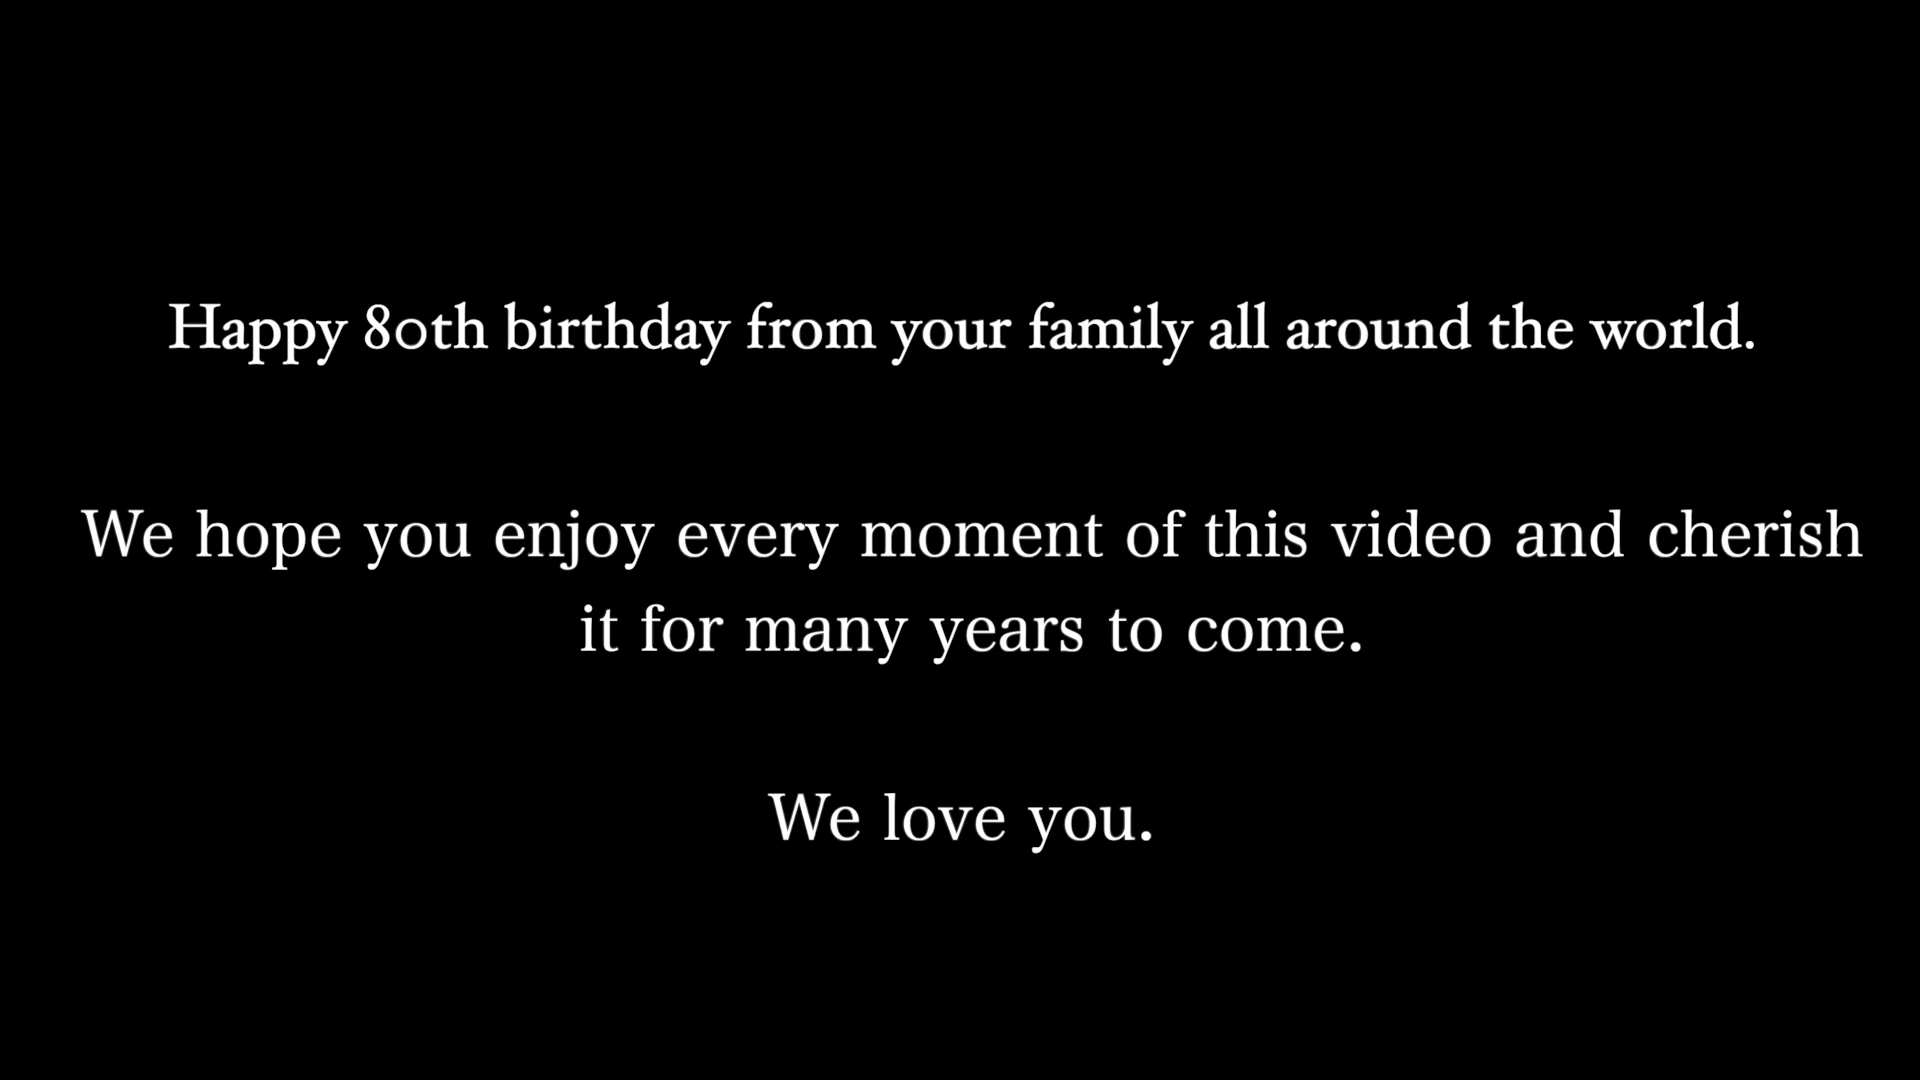 Happy 80th birthday from your family all around the world.
We hope you enjoy every moment of this video and cherish
it for many years to come.
We love you.